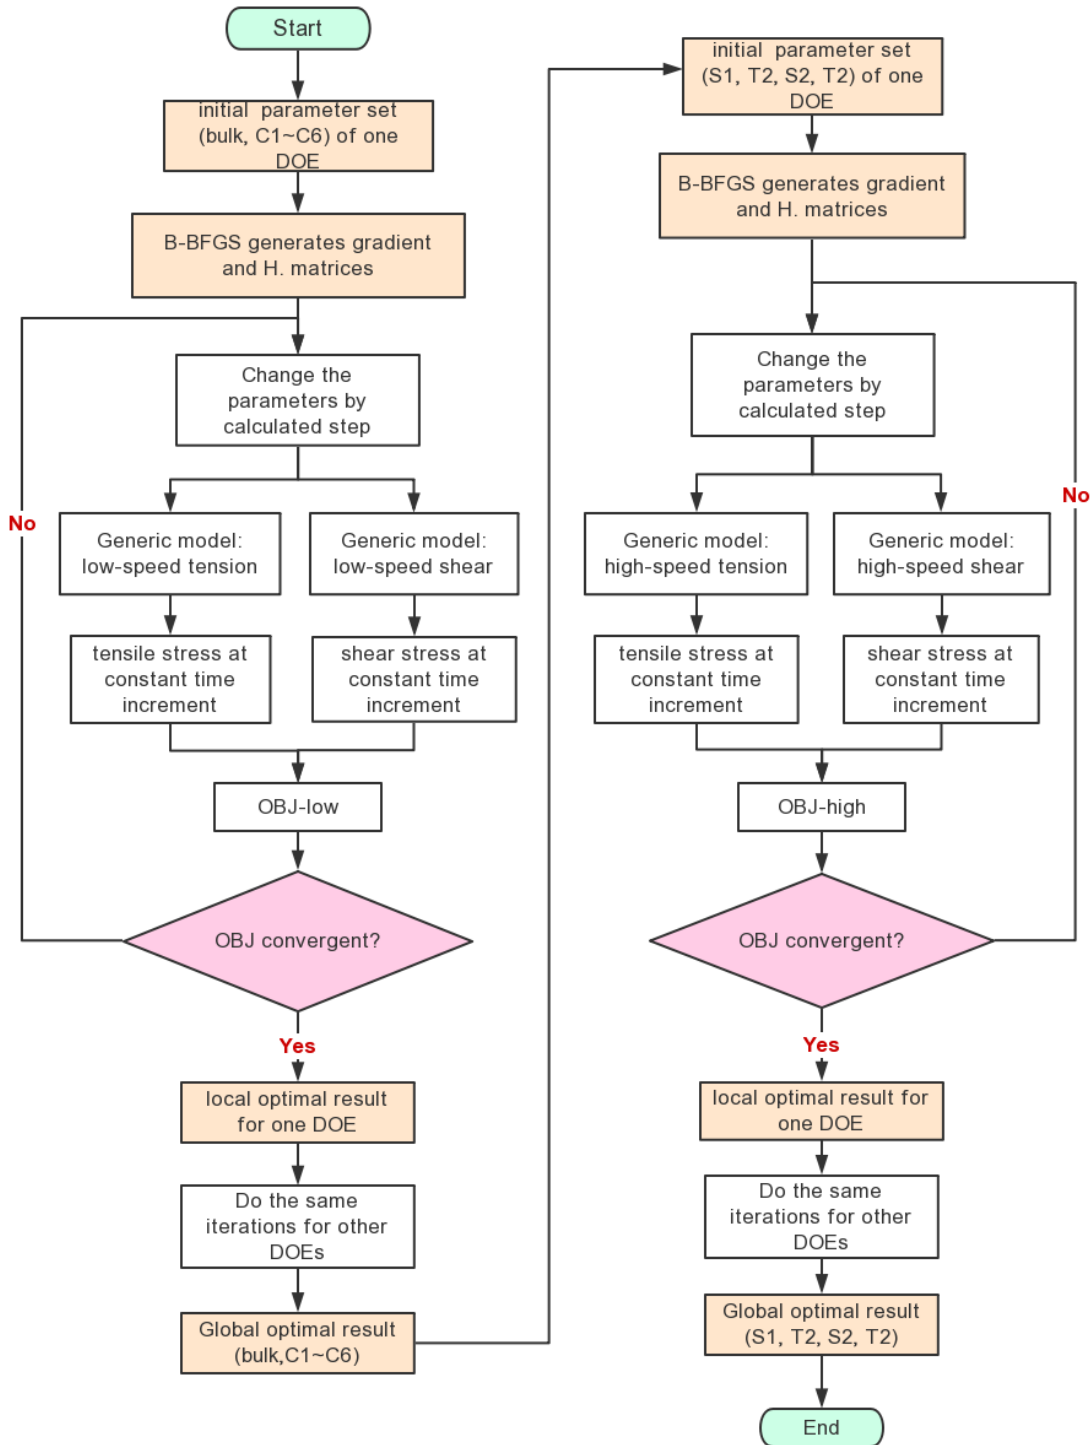 Start
initial parameter set
(bulk, C1~C6) of one
DOE
B-BFGS generates gradient
and H. matrices
Change the
parameters by
calculated step
No
Generic model:
low-speed tension
Generic model:
low-speed shear
tensile stress at
constant time
increment
shear stress at
constant time
increment
OBJ-low
OBJ convergent?
Yes
local optimal result
for one DOE
Do the same
iterations for other
DOEs
Global optimal result
(bulk,C1~C6)
initial parameter set
(S1, T2, S2, T2) of one
DOE
B-BFGS generates gradient
and H. matrices
Change the
parameters by
calculated step
No
Generic model:
high-speed tension
Generic model:
high-speed shear
tensile stress at
constant time
increment
shear stress at
constant time
increment
OBJ-high
OBJ convergent?
Yes
local optimal result for
one DOE
Do the same
iterations for other
DOEs
Global optimal result
(S1, T2, S2, T2)
End